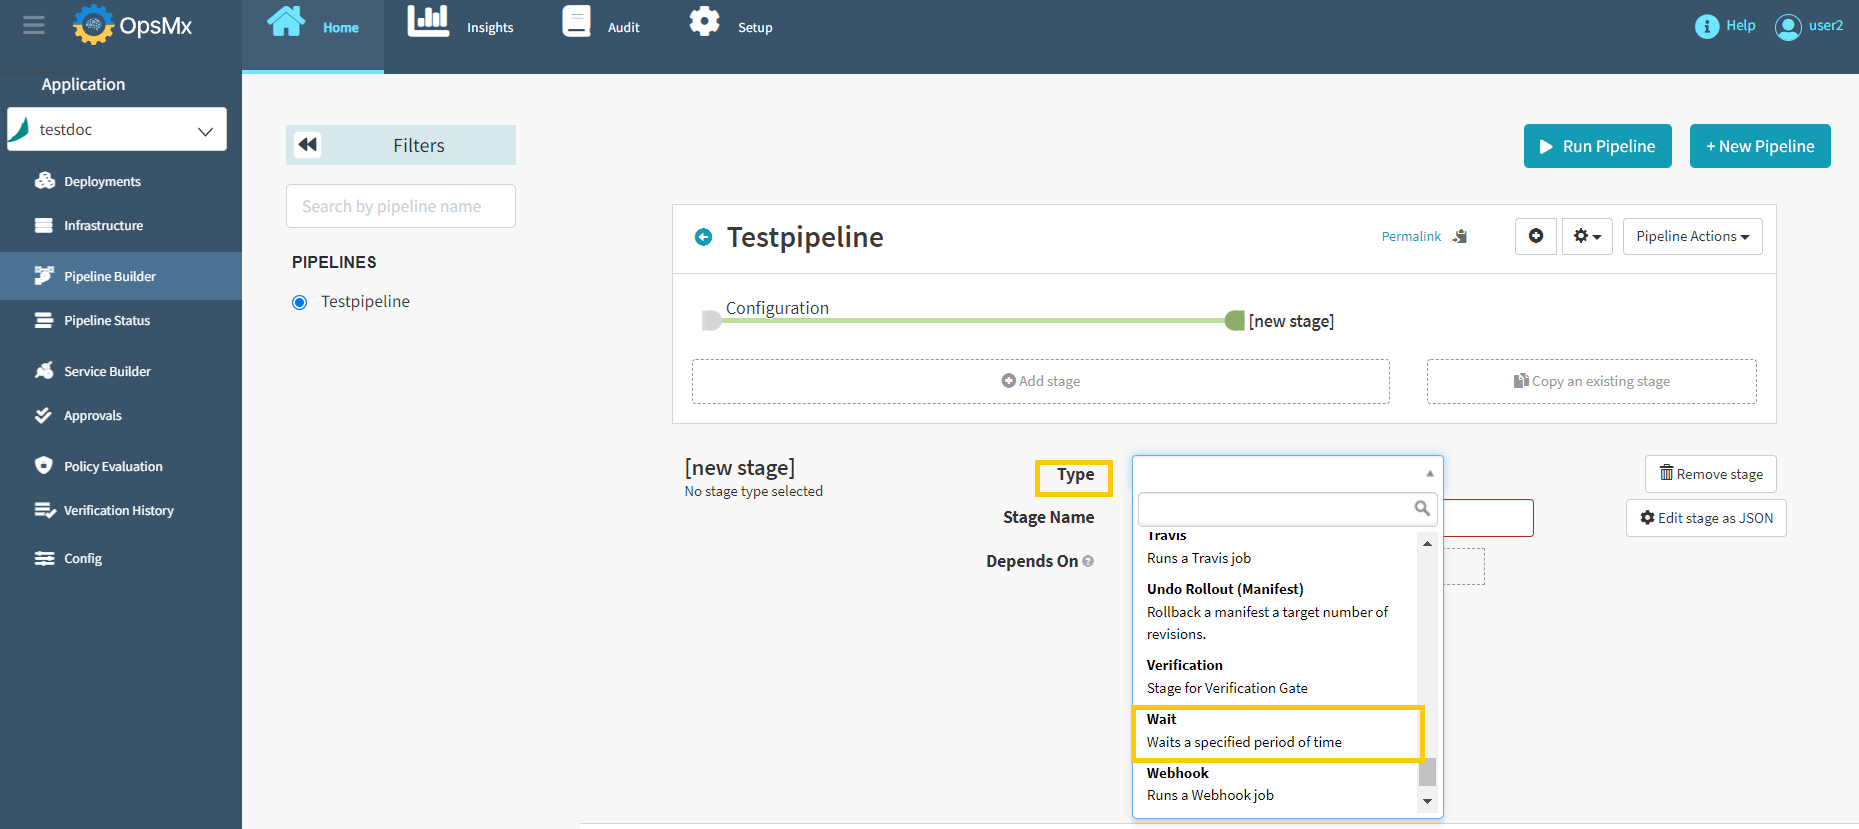 OpsMx
Home
Insights
Audit
Setup
Help
user2
Application
testdoc
Deployments
Infrastructure
Pipeline Builder
Pipeline Status
Service Builder
Approvals
Policy Evaluation
Verification History
Config
Filters
Search by pipeline name
PIPELINES
Testpipeline
Run Pipeline
+ New Pipeline
Testpipeline
Permalink
Pipeline Actions
Configuration
[new stage]
Add stage
Copy an existing stage
[new stage]
No stage type selected
Type
Stage Name
Depends On
Travis
Runs a Travis job
Undo Rollout (Manifest)
Rollback a manifest a target number of
revisions.
Verification
Stage for Verification Gate
Wait
Waits a specified period of time
Webhook
Runs a Webhook job
Remove stage
Edit stage as JSON